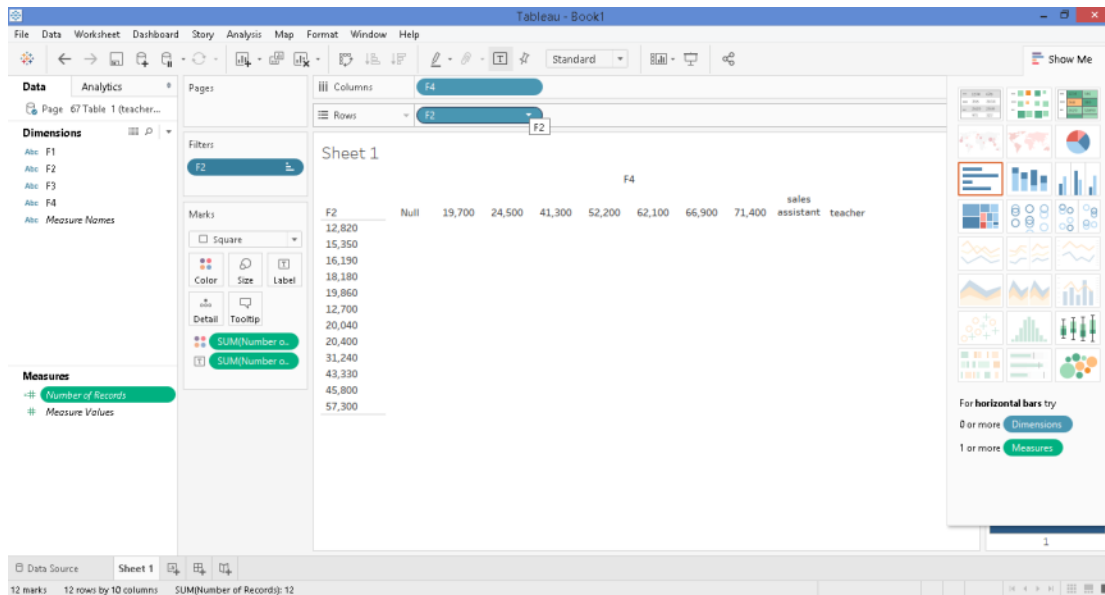 Tableau - Book1
File Data Worksheet Dashboard Story Analysis Map Format Window Help
Standard
Show Me
Data Analytics
Page 67 Table 1 (teacher...
Dimensions
Abc F1
Abc F2
Abc F3
Abc F4
Abc Measure Names
Measures
Number of Records
# Measure Values
Pages
Filters
F2
Marks
Square
Color Size Label
Detail Tooltip
SUM(Number o..
SUM(Number o..
Columns F4
Rows F2
F2
Sheet 1
F4
sales
F2 Null 19,700 24,500 41,300 52,200 62,100 66,900 71,400 assistant teacher
12,820
15,350
16,190
18,180
19,860
12,700
20,040
20,400
31,240
43,330
45,800
57,300
For horizontal bars try
0 or more Dimensions
1 or more Measures
1
Data Source Sheet 1
12 marks 12 rows by 10 columns SUM(Number of Records): 12